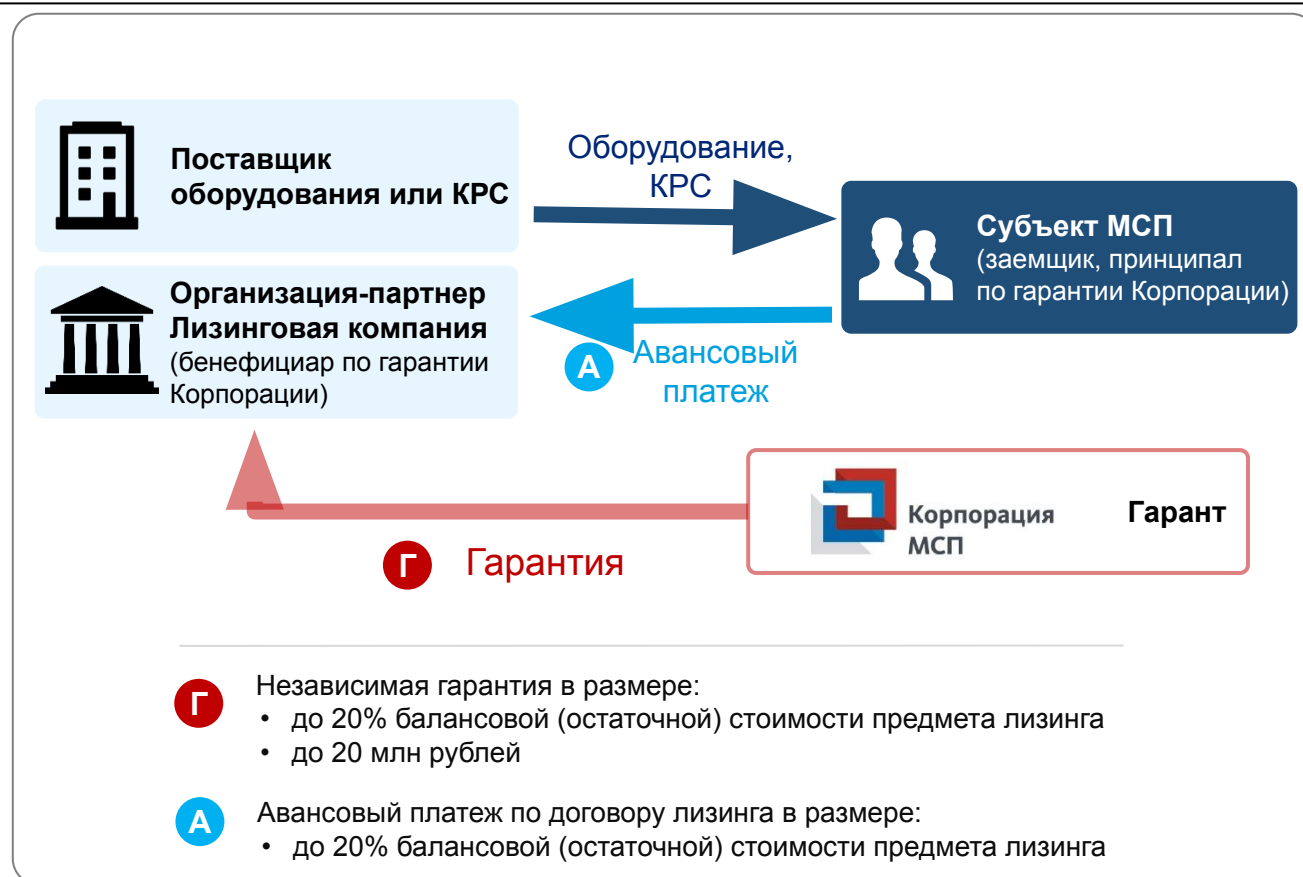 Поставщик
оборудования или КРС
Оборудование,
КРС
Субъект МСП
(заемщик, принципал
по гарантии Корпорации)
Организация-партнер
Лизинговая компания
(бенефициар по гарантии
Корпорации)
А
Авансовый
платеж
Корпорация
МСП
Гарант
Г
Гарантия
Г
Независимая гарантия в размере:
• до 20% балансовой (остаточной) стоимости предмета лизинга
• до 20 млн рублей
А
Авансовый платеж по договору лизинга в размере:
• до 20% балансовой (остаточной) стоимости предмета лизинга